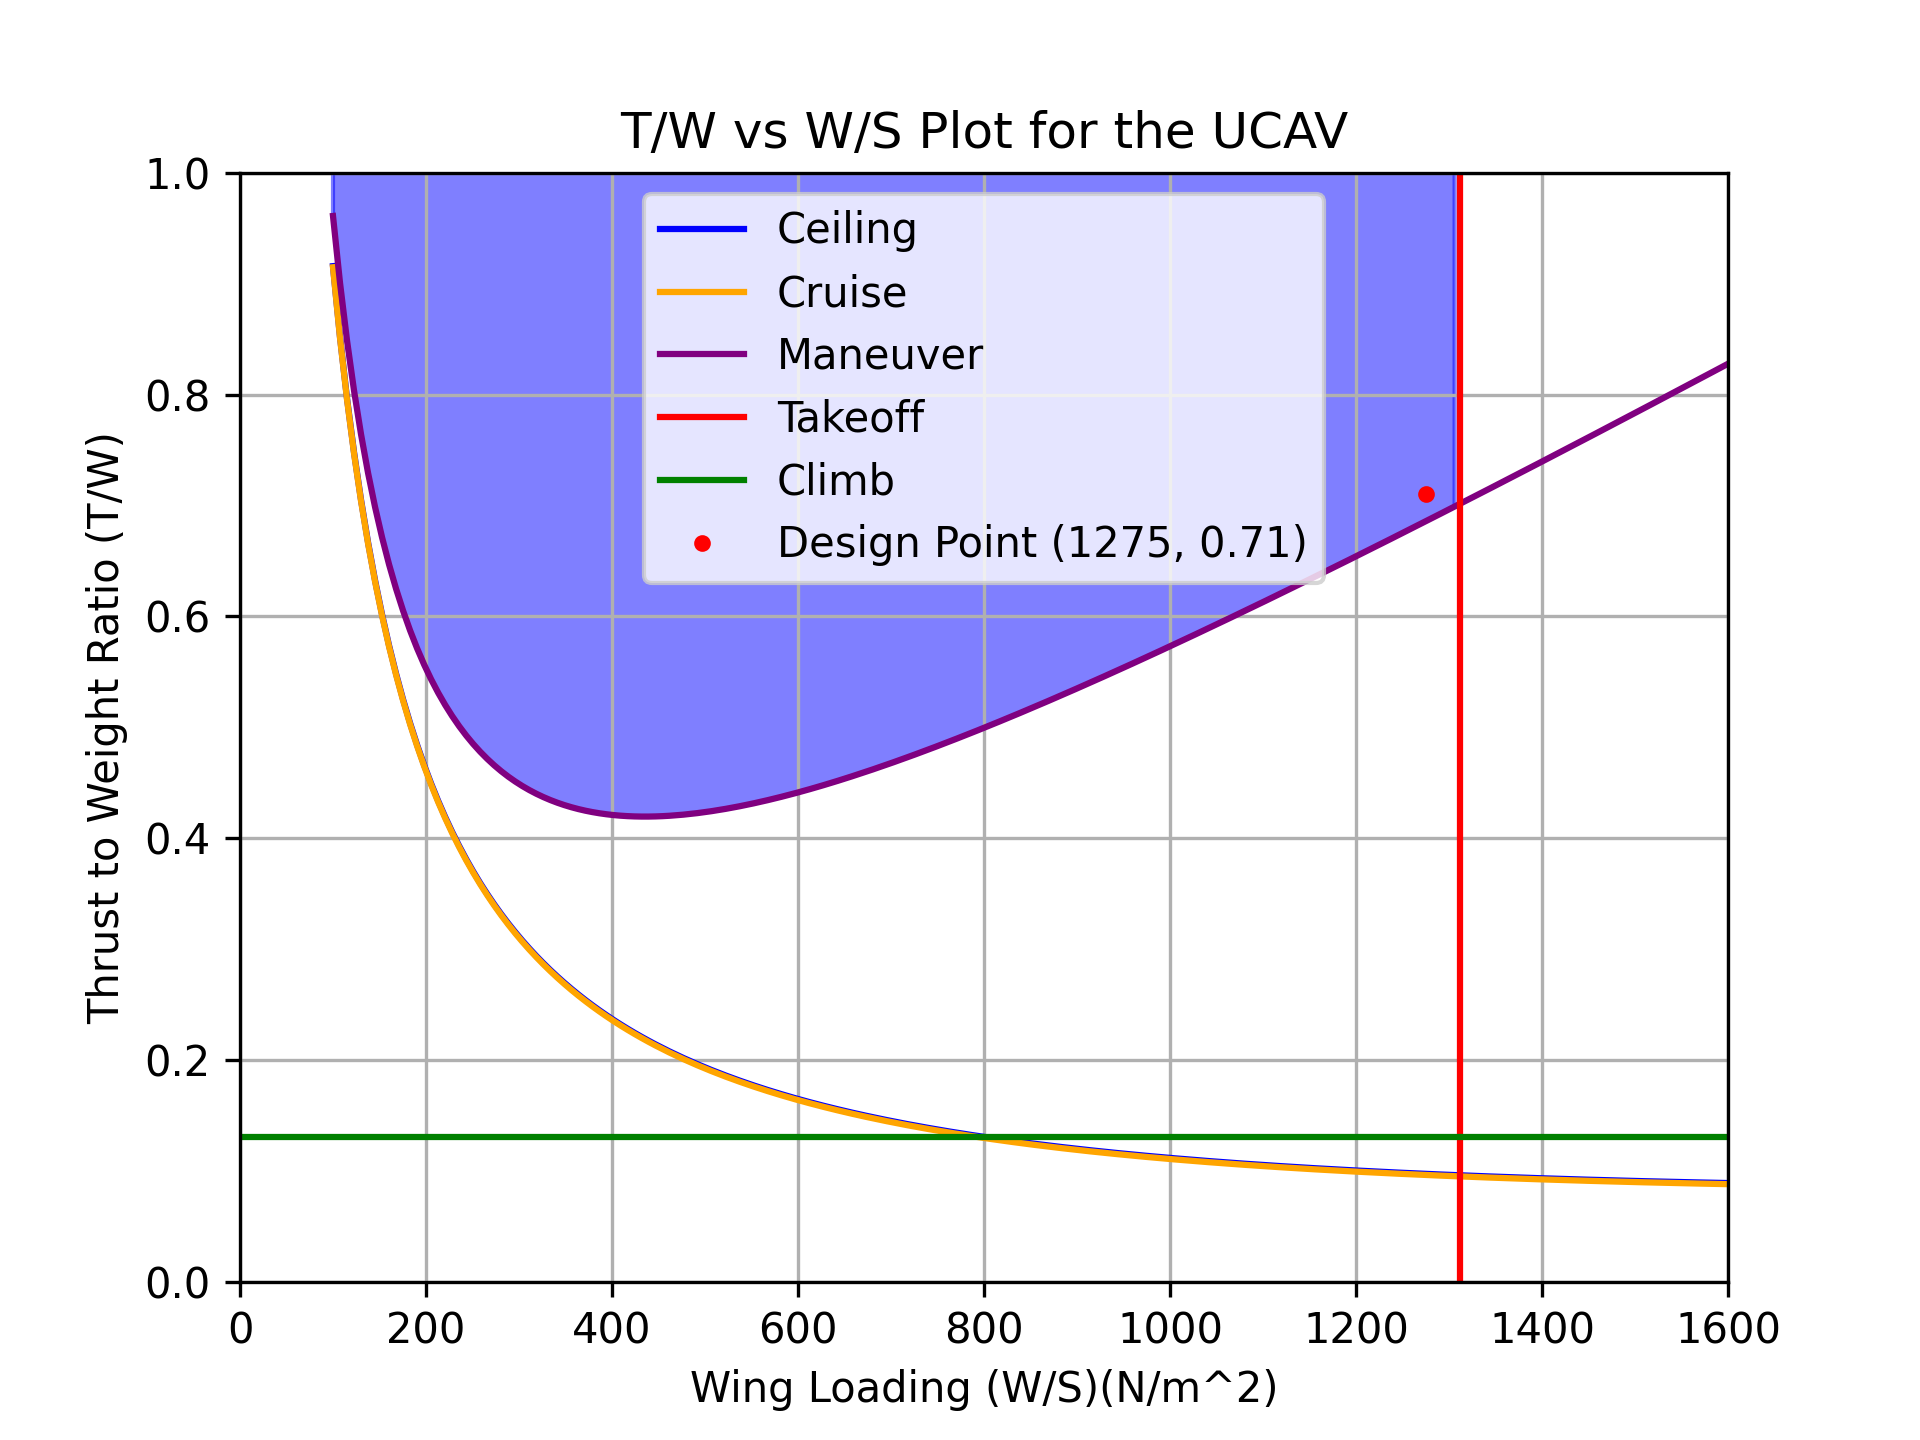 T/W vs W/S Plot for the UCAV
Thrust to Weight Ratio (T/W)
1.0
0.8
0.6
0.4
0.2
0.0
Ceiling
Cruise
Maneuver
Takeoff
Climb
Design Point (1275, 0.71)
0 200 400 600 800 1000 1200 1400 1600
Wing Loading (W/S)(N/m^2)